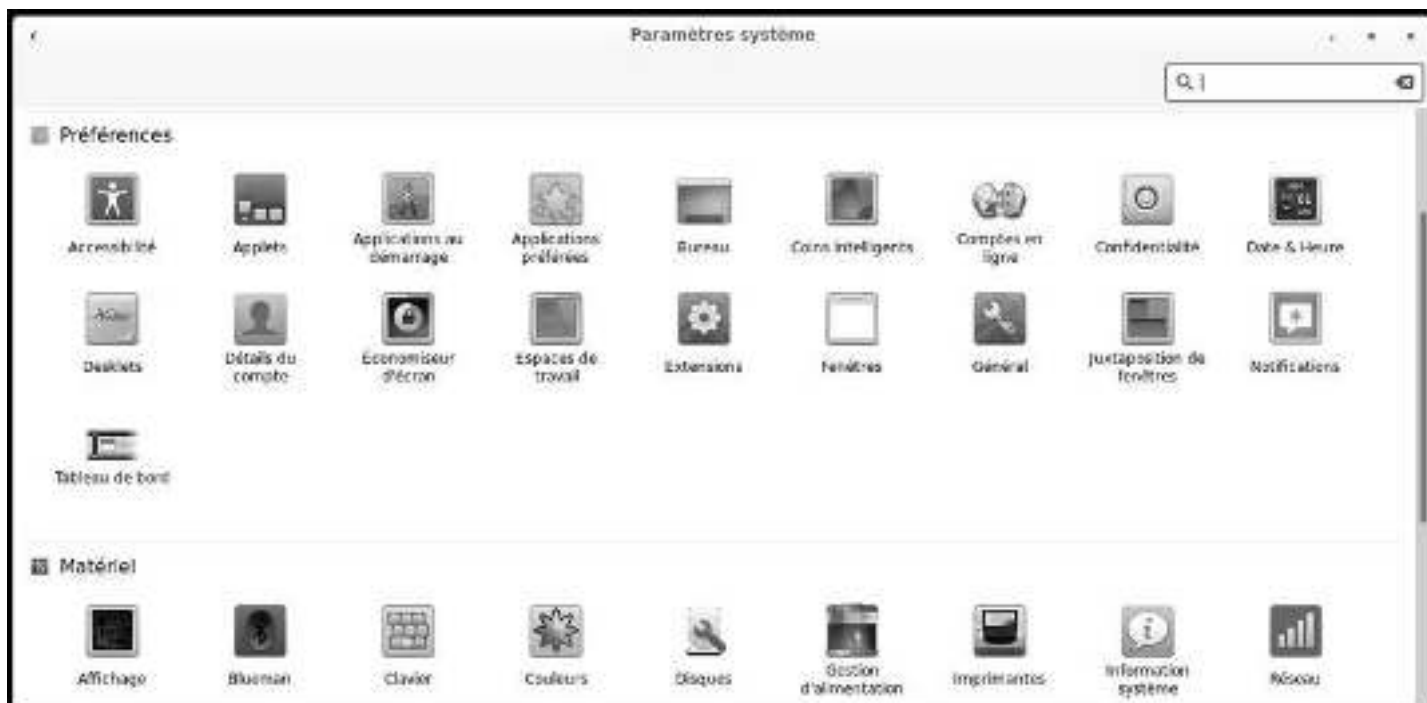 Paramètres système
Préférences
Accessibilité
Applets
Applications au
démarrage
Applications
préférées
Bureau
Coins intelligents
Comptes en
ligne
Confidentialité
Date & Heure
Desklets
Détails du
compte
Économiseur
d'écran
Espaces de
travail
Extensions
Fenêtres
Général
Juxtaposition de
fenêtres
Notifications
Tableau de bord
Matériel
Affichage
Blueman
Clavier
Couleurs
Disques
Gestion
d'alimentation
Imprimantes
Information
système
Réseau